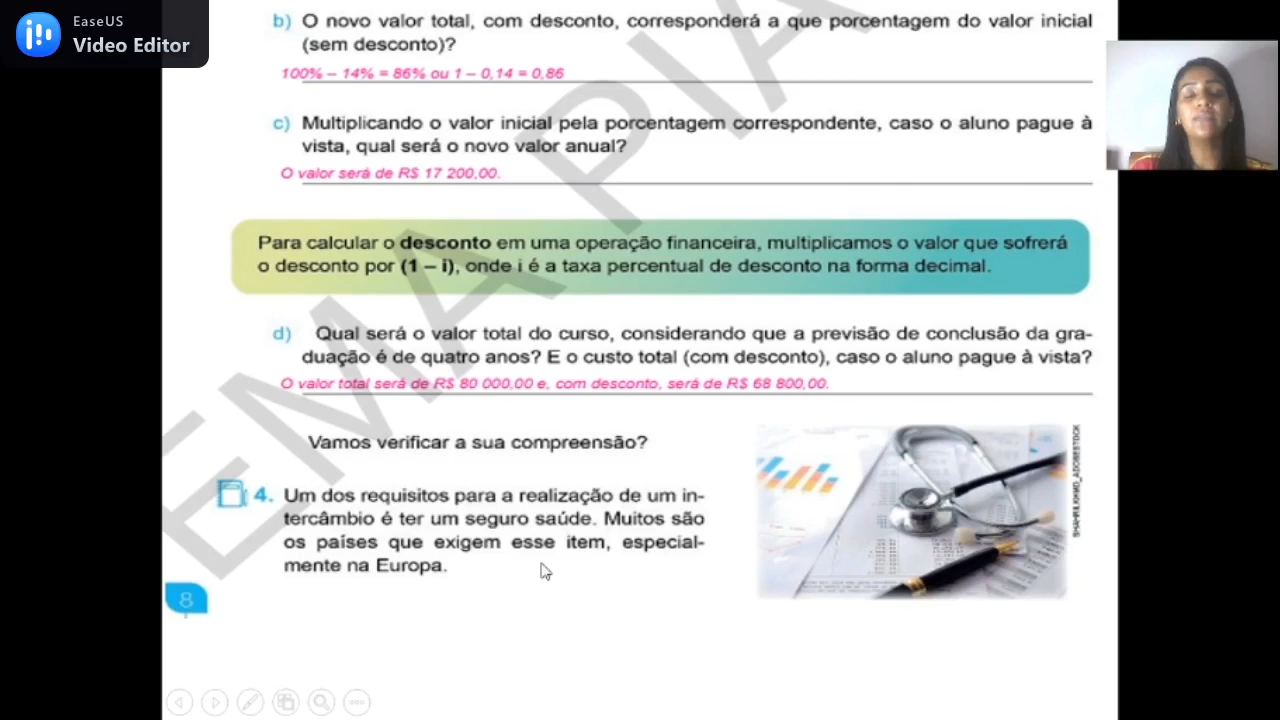 EaseUS
Video Editor
b) O novo valor total, com desconto, corresponderá a que porcentagem do valor inicial
(sem desconto)?
100% – 14% = 86% ou 1 – 0,14 = 0,86
c) Multiplicando o valor inicial pela porcentagem correspondente, caso o aluno pague à
vista, qual será o novo valor anual?
O valor será de R$ 17 200,00.
Para calcular o desconto em uma operação financeira, multiplicamos o valor que sofrerá
o desconto por (1 – i), onde i é a taxa percentual de desconto na forma decimal.
d) Qual será o valor total do curso, considerando que a previsão de conclusão da gra-
duação é de quatro anos? E o custo total (com desconto), caso o aluno pague à vista?
O valor total será de R$ 80 000,00 e, com desconto, será de R$ 68 800,00.
Vamos verificar a sua compreensão?
4. Um dos requisitos para a realização de um in-
tercâmbio é ter um seguro saúde. Muitos são
os países que exigem esse item, especial-
mente na Europa.
8
EMA PIA